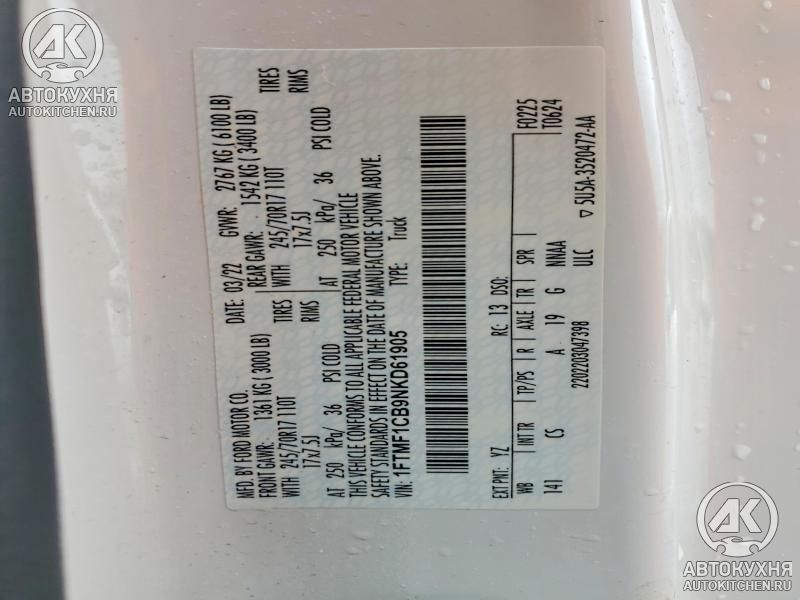 MFD. BY FORD MOTOR CO. DATE: 03/22 GVWR: 2767 KG ( 6100 LB)
FRONT GAWR: 1361 KG ( 3000 LB) REAR GAWR: 1542 KG ( 3400 LB)
WITH 245/70R17 110T TIRES WITH 245/70R17 110T TIRES
17x7.5J RIMS 17x7.5J RIMS
AT 250 kPa/ 36 PSI COLD AT 250 kPa/ 36 PSI COLD
THIS VEHICLE CONFORMS TO ALL APPLICABLE FEDERAL MOTOR VEHICLE
SAFETY STANDARDS IN EFFECT ON THE DATE OF MANUFACTURE SHOWN ABOVE.
VIN: 1FTMF1CB9NKD61905 TYPE: Truck
F0225
T0624
EXT PNT: YZ RC: 13 DSO:
WB INT TR TP/PS R AXLE TR SPR
141 CS A 19 G NNAA
2202203047398 ULC
▽ 5U5A-3520472-AA
AK
АВТОКУХНЯ
AUTOKITCHEN.BY
AK
АВТОКУХНЯ
AUTOKITCHEN.BY